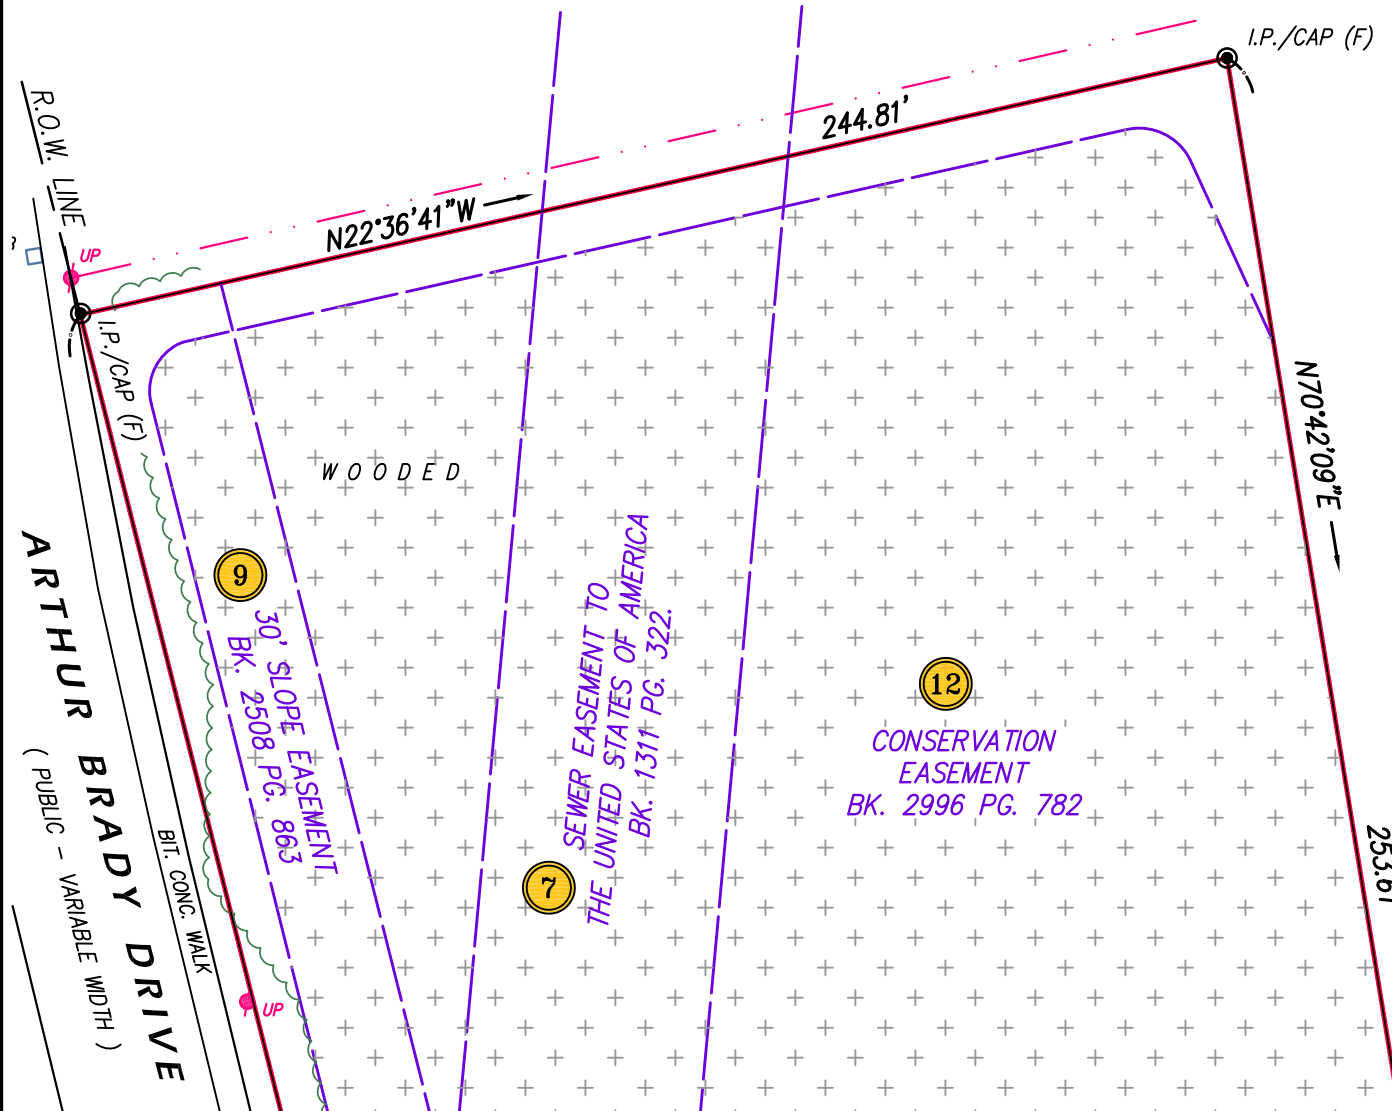 I.P./CAP (F)
244.81'
R.O.W. LINE
N22°36'41"W
UP
I.P./CAP (F)
N70°42'09"E
WOODED
9
30' SLOPE EASEMENT
BK. 2508 PG. 863
SEWER EASEMENT TO
THE UNITED STATES OF AMERICA
BK. 1311 PG. 322.
7
12
CONSERVATION
EASEMENT
BK. 2996 PG. 782
253.61
ARTHUR BRADY DRIVE
( PUBLIC - VARIABLE WIDTH )
BIT. CONC. WALK
UP